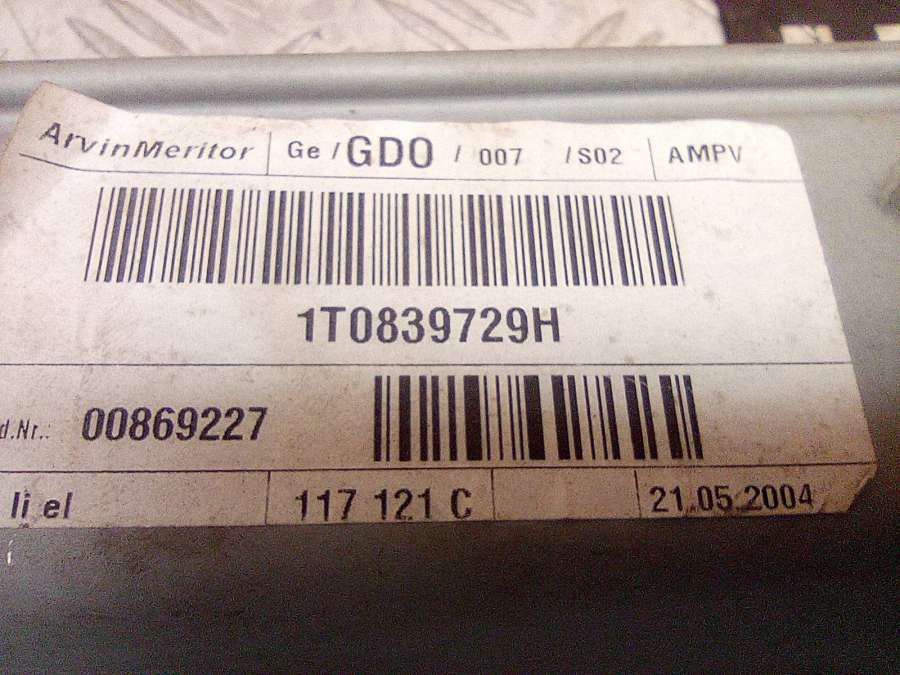 ArvinMeritor Ge / GDO / 007 / S02 AMPV
1T0839729H
d.Nr.: 00869227
li el 117 121 C 21.05.2004